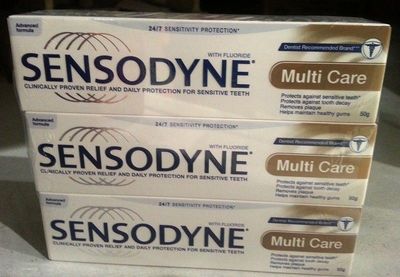 Advanced
formula
24/7 SENSITIVITY PROTECTION*
WITH FLUORIDE
SENSODYNE
CLINICALLY PROVEN RELIEF AND DAILY PROTECTION FOR SENSITIVE TEETH
Dentist Recommended Brand
Multi Care
Protects against sensitive teeth*
Protects against tooth decay
Removes plaque
Helps maintain healthy gums
50g
Advanced
formula
24/7 SENSITIVITY PROTECTION*
WITH FLUORIDE
SENSODYNE
CLINICALLY PROVEN RELIEF AND DAILY PROTECTION FOR SENSITIVE TEETH
Dentist Recommended Brand
Multi Care
Protects against sensitive teeth*
Protects against tooth decay
Removes plaque
Helps maintain healthy gums
50g
Advanced
formula
24/7 SENSITIVITY PROTECTION*
WITH FLUORIDE
SENSODYNE
CLINICALLY PROVEN RELIEF AND DAILY PROTECTION FOR SENSITIVE TEETH
Dentist Recommended Brand
Multi Care
Protects against sensitive teeth*
Protects against tooth decay
Removes plaque
Helps maintain healthy gums
50g